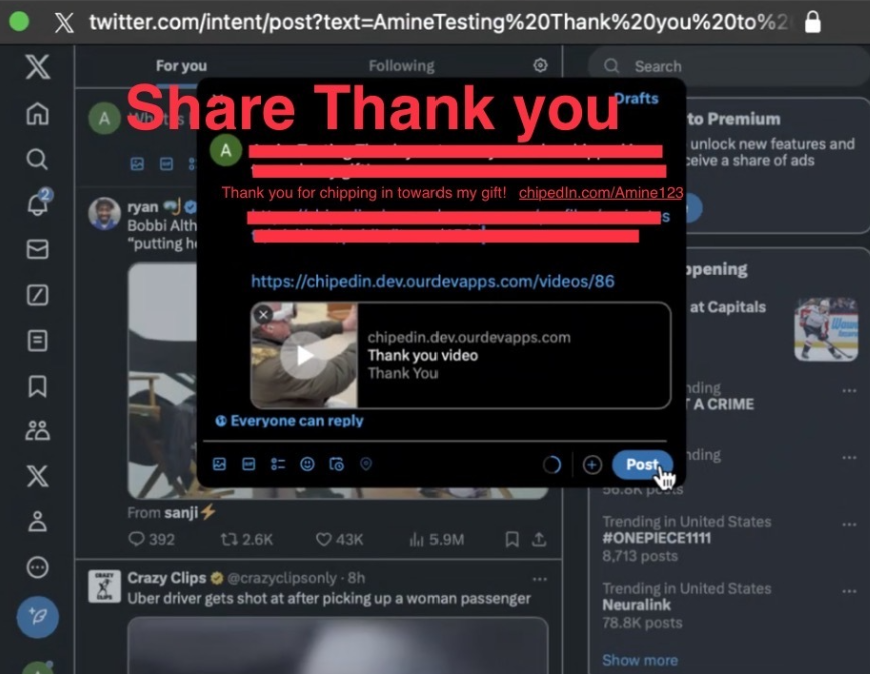 twitter.com/intent/post?text=AmineTesting%20Thank%20you%20to%2
For you
Following
Search
Share Thank you
Drafts
to Premium
unlock new features and
ceive a share of ads
A
A
Thank you for chipping in towards my gift! chipedIn.com/Amine123
2
ryan
Bobbi Alth
"putting he
https://chipedin.dev.ourdevapps.com/videos/86
chipedin.dev.ourdevapps.com
Thank you video
Thank You
Everyone can reply
Post
ppening
at Capitals
nding
T A CRIME
nding
56.8K posts
Trending in United States
#ONEPIECE1111
8,713 posts
Trending in United States
Neuralink
78.8K posts
Show more
From sanji⚡
392 2.6K 43K 5.9M
CRAZY CLIPS
Crazy Clips @crazyclipsonly · 8h
Uber driver gets shot at after picking up a woman passenger